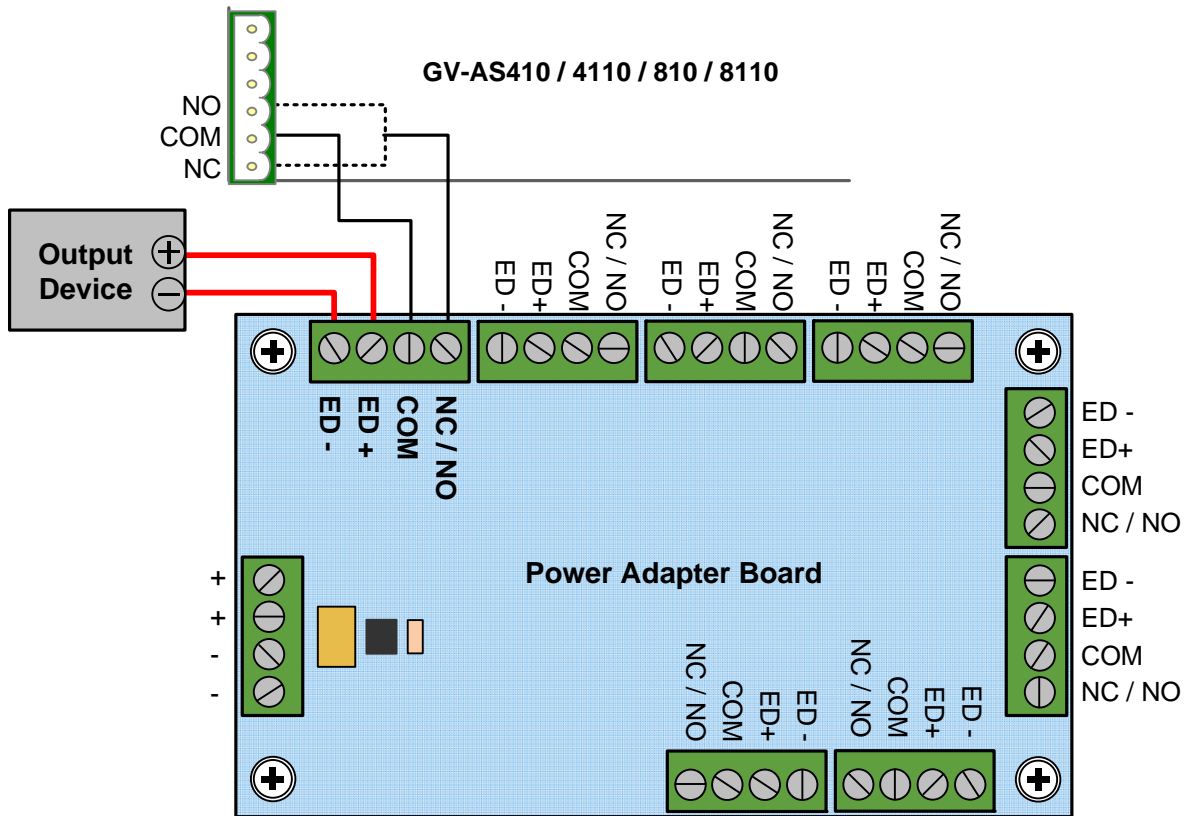 GV-AS410 / 4110 / 810 / 8110
NO
COM
NC
Output
Device
+
−
ED -
ED+
COM
NC / NO
ED -
ED+
COM
NC / NO
ED -
ED+
COM
NC / NO
ED -
ED +
COM
NC / NO
ED -
ED+
COM
NC / NO
Power Adapter Board
+
+
-
-
ED -
ED+
COM
NC / NO
NC / NO
COM
ED+
ED -
NC / NO
COM
ED+
ED -